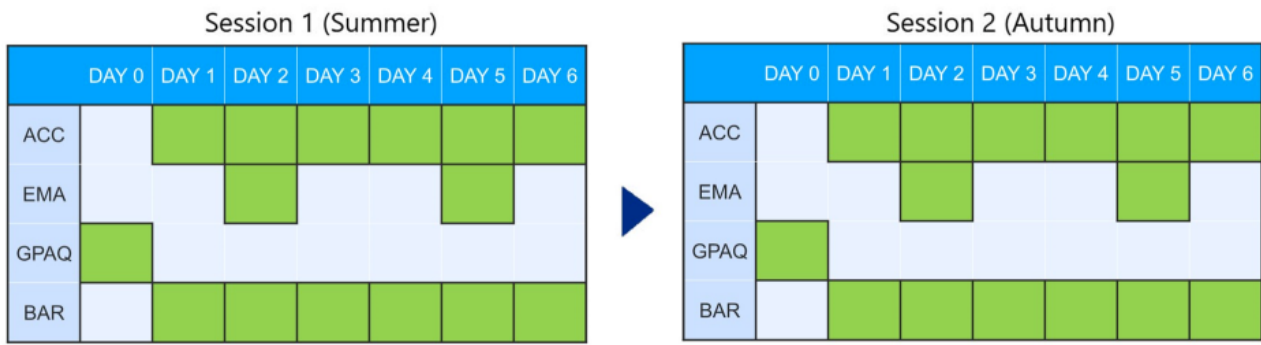 Session 1 (Summer)
DAY 0 DAY 1 DAY 2 DAY 3 DAY 4 DAY 5 DAY 6
ACC
EMA
GPAQ
BAR
Session 2 (Autumn)
DAY 0 DAY 1 DAY 2 DAY 3 DAY 4 DAY 5 DAY 6
ACC
EMA
GPAQ
BAR